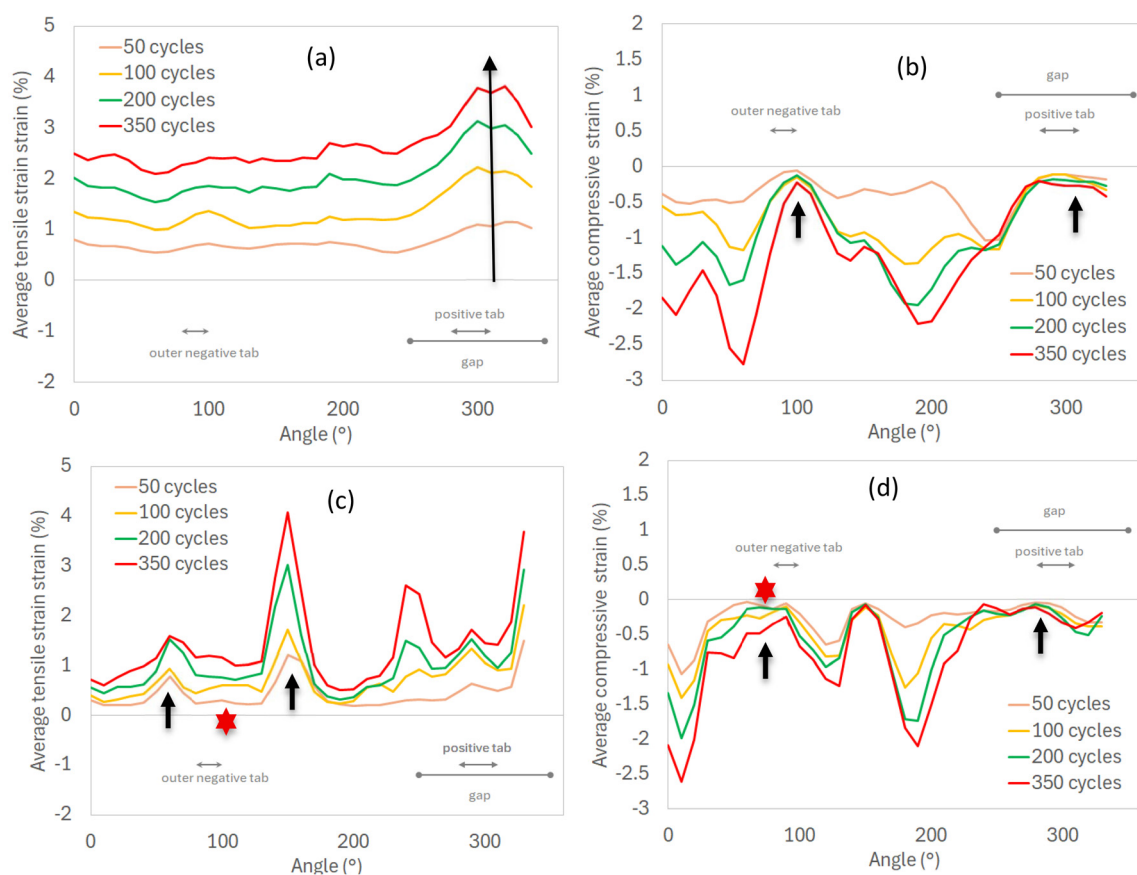 (a)
Average tensile strain strain (%)
5
4
3
2
1
0
-1
-2
50 cycles
100 cycles
200 cycles
350 cycles
outer negative tab
positive tab
gap
0
100
200
300
Angle (°)
(b)
Average compressive strain (%)
2
1.5
1
0.5
0
-0.5
-1
-1.5
-2
-2.5
-3
gap
outer negative tab
positive tab
50 cycles
100 cycles
200 cycles
350 cycles
0
100
200
300
Angle (°)
(c)
Average tensile strain strain (%)
5
4
3
2
1
0
-1
-2
50 cycles
100 cycles
200 cycles
350 cycles
positive tab
outer negative tab
gap
0
100
200
300
Angle (°)
(d)
Average compressive strain (%)
2
1.5
1
0.5
0
-0.5
-1
-1.5
-2
-2.5
-3
gap
outer negative tab
positive tab
50 cycles
100 cycles
200 cycles
350 cycles
0
100
200
300
Angle (°)